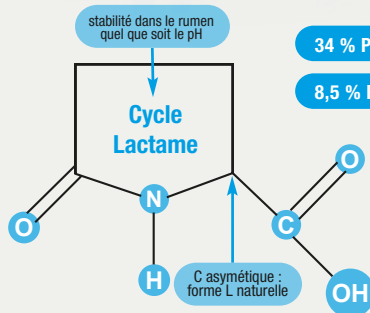 stabilité dans le rumen
quel que soit le pH
34 % P
8,5 %
Cycle
Lactame
O
N
H
C
O
OH
C asymétique :
forme L naturelle